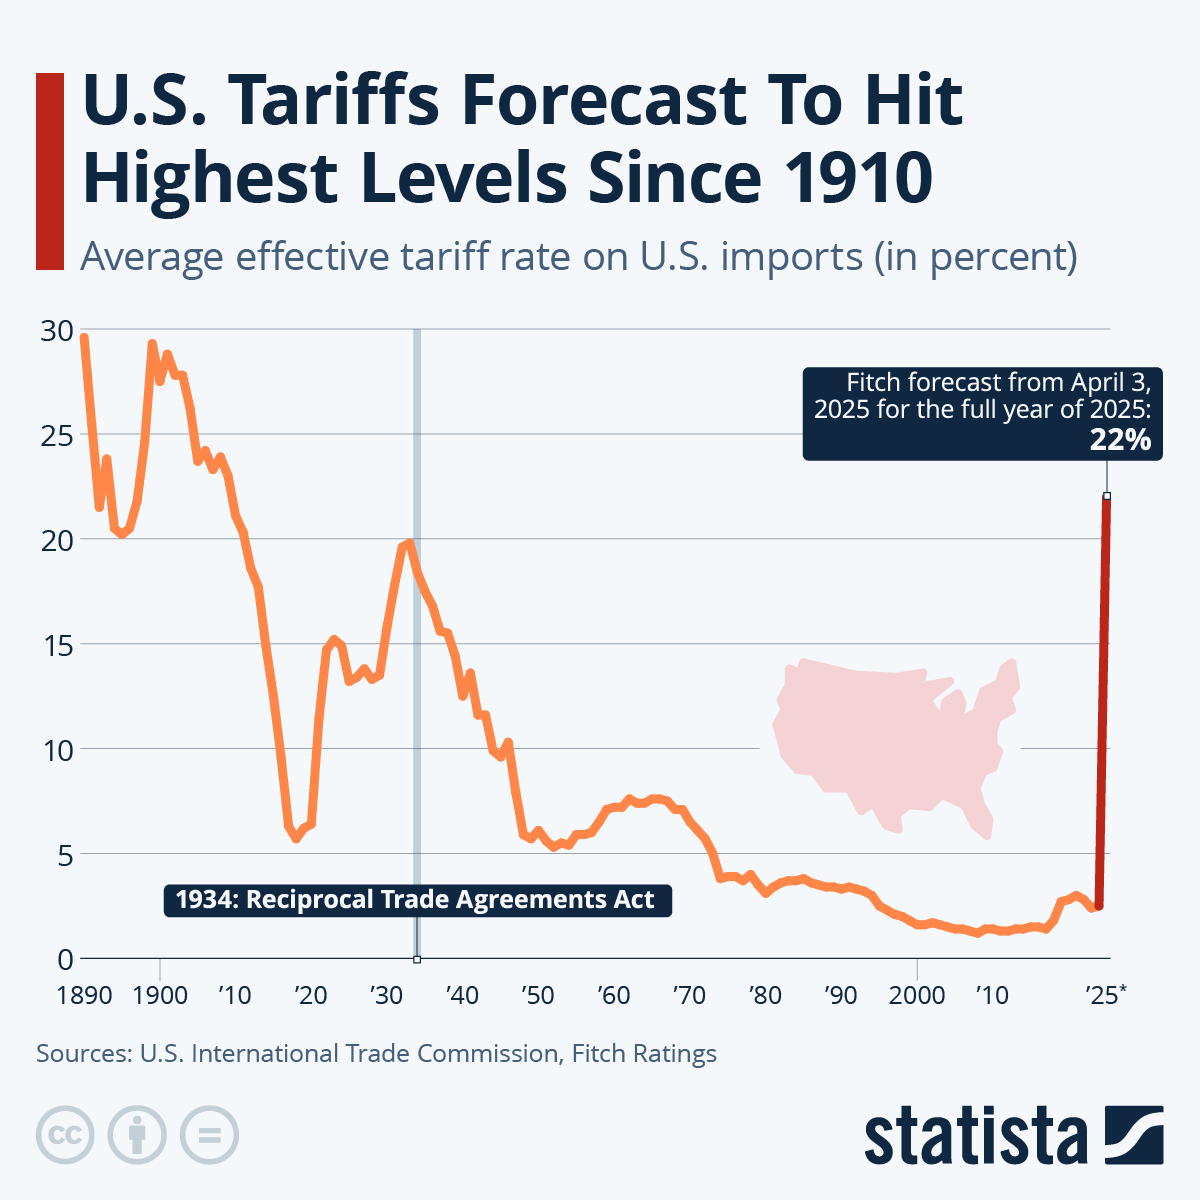 U.S. Tariffs Forecast To Hit
Highest Levels Since 1910
Average effective tariff rate on U.S. imports (in percent)
30
Fitch forecast from April 3,
2025 for the full year of 2025:
22%
25
20
15
10
5
1934: Reciprocal Trade Agreements Act
0
1890 1900 ’10 ’20 ’30 ’40 ’50 ’60 ’70 ’80 ’90 2000 ’10 ’25*
Sources: U.S. International Trade Commission, Fitch Ratings
cc =
statista